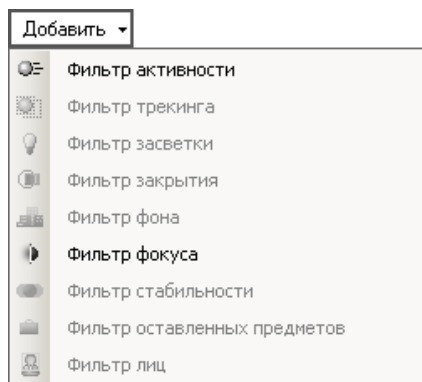 Добавить
Фильтр активности
Фильтр трекинга
Фильтр засветки
Фильтр закрытия
Фильтр фона
Фильтр фокуса
Фильтр стабильности
Фильтр оставленных предметов
Фильтр лиц